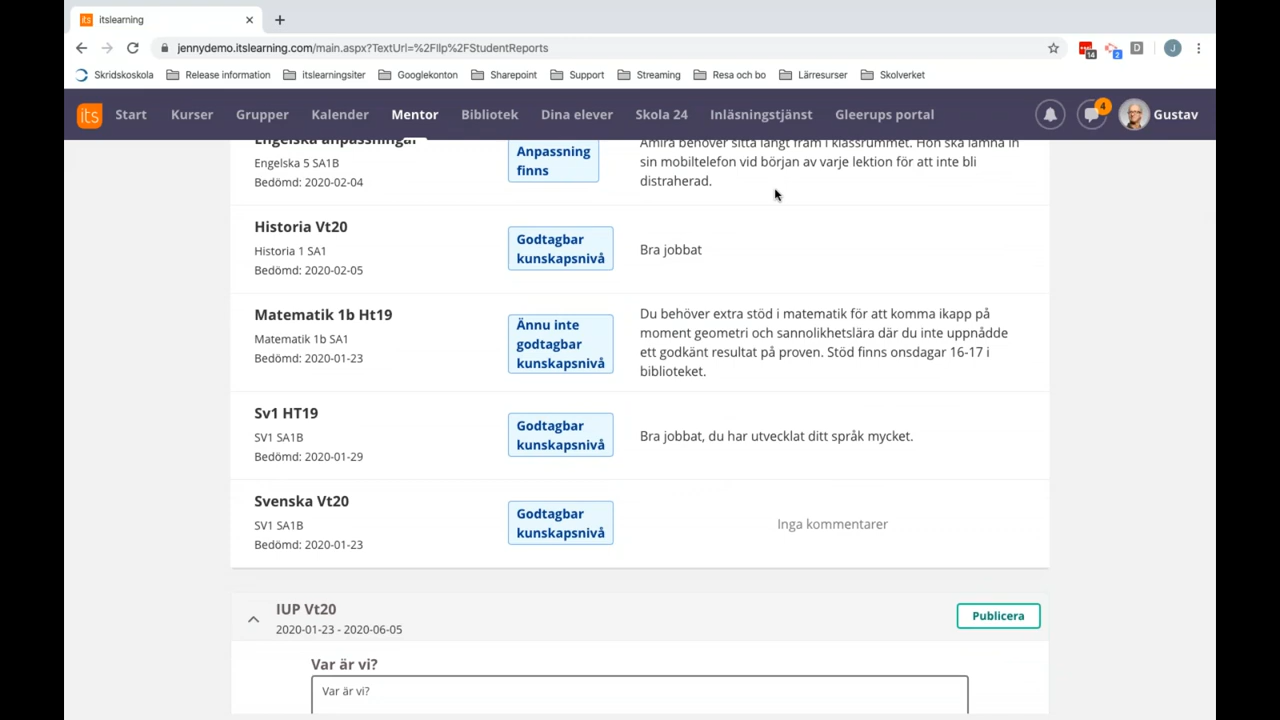 its itslearning
jennydemo.itslearning.com/main.aspx?TextUrl=%2FIlp%2FStudentReports
14 2 D J
Skridskoskola Release information itslearningsiter Googlekonton Sharepoint Support Streaming Resa och bo Lärresurser Skolverket
its Start Kurser Grupper Kalender Mentor Bibliotek Dina elever Skola 24 Inläsningstjänst Gleerups portal 4 Gustav
Engelska anpassningar
Engelska 5 SA1B
Bedömd: 2020-02-04
Anpassning
finns
Amira behöver sitta långt fram i klassrummet. Hon ska lämna in
sin mobiltelefon vid början av varje lektion för att inte bli
distraherad.
Historia Vt20
Historia 1 SA1
Bedömd: 2020-02-05
Godtagbar
kunskapsnivå
Bra jobbat
Matematik 1b Ht19
Matematik 1b SA1
Bedömd: 2020-01-23
Ännu inte
godtagbar
kunskapsnivå
Du behöver extra stöd i matematik för att komma ikapp på
moment geometri och sannolikhetslära där du inte uppnådde
ett godkänt resultat på proven. Stöd finns onsdagar 16-17 i
biblioteket.
Sv1 HT19
SV1 SA1B
Bedömd: 2020-01-29
Godtagbar
kunskapsnivå
Bra jobbat, du har utvecklat ditt språk mycket.
Svenska Vt20
SV1 SA1B
Bedömd: 2020-01-23
Godtagbar
kunskapsnivå
Inga kommentarer
IUP Vt20
2020-01-23 - 2020-06-05
Publicera
Var är vi?
Var är vi?